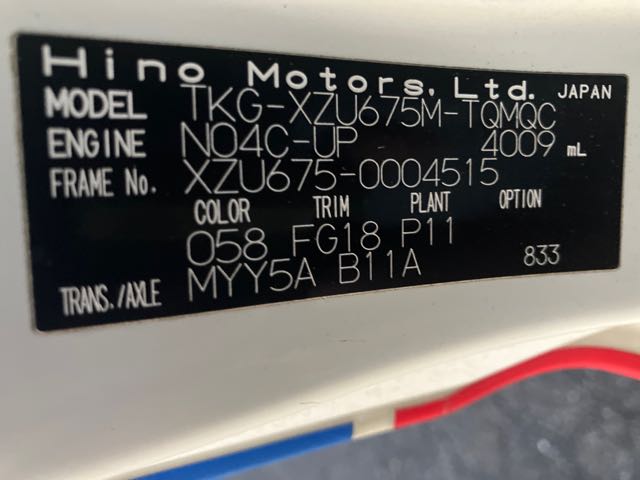 Hino Motors, Ltd. JAPAN
MODEL TKG-XZU675M-TQMQC
ENGINE N04C-UP 4009 mL
FRAME No. XZU675-0004515
COLOR TRIM PLANT OPTION
058 FG18 P11
TRANS./AXLE MYY5A B11A 833